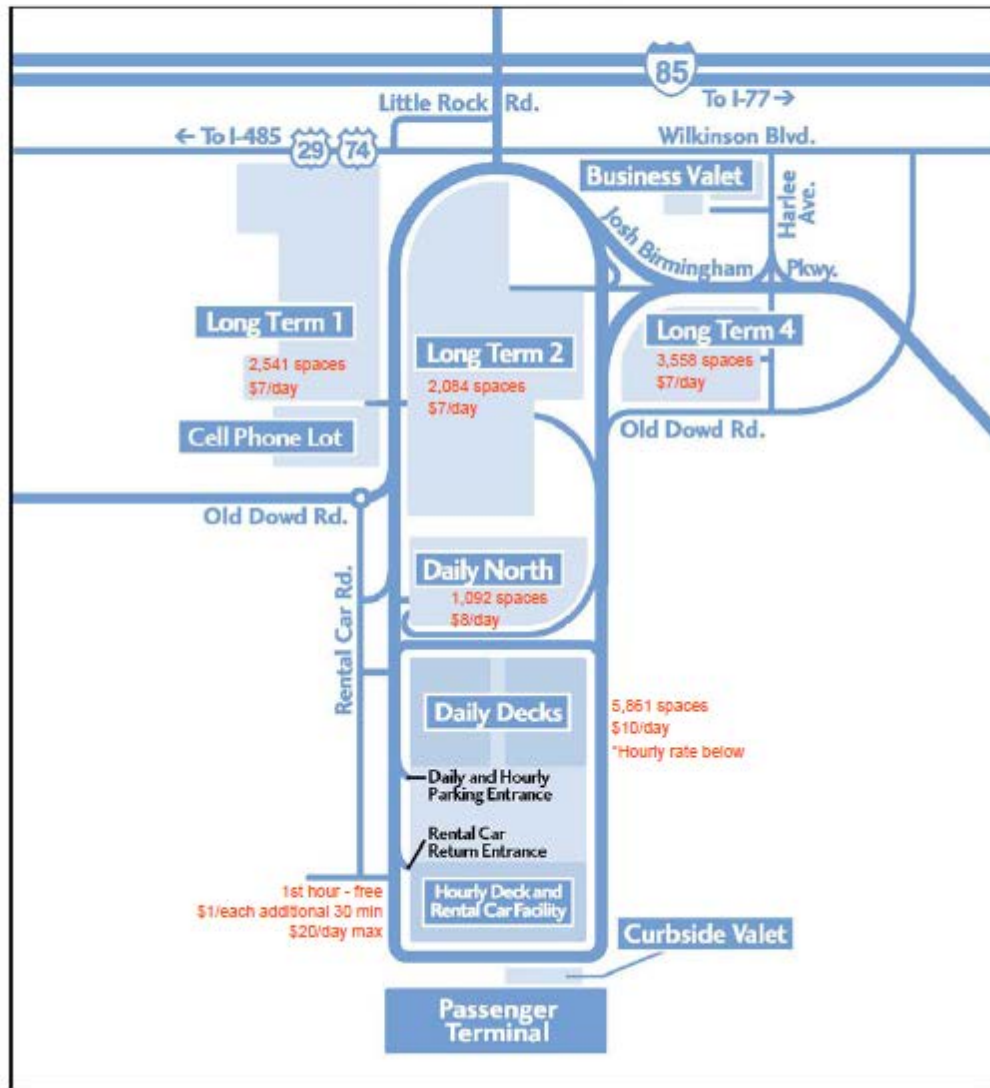 85
To I-77 →
Little Rock Rd.
← To I-485
29
74
Wilkinson Blvd.
Business Valet
Harlee Ave.
Josh Birmingham Pkwy.
Long Term 1
2,541 spaces
$7/day
Long Term 2
2,084 spaces
$7/day
Long Term 4
3,558 spaces
$7/day
Cell Phone Lot
Old Dowd Rd.
Old Dowd Rd.
Rental Car Rd.
Daily North
1,092 spaces
$8/day
Daily Decks
5,861 spaces
$10/day
*Hourly rate below
Daily and Hourly
Parking Entrance
Rental Car
Return Entrance
1st hour - free
$1/each additional 30 min
$20/day max
Hourly Deck and
Rental Car Facility
Curbside Valet
Passenger
Terminal